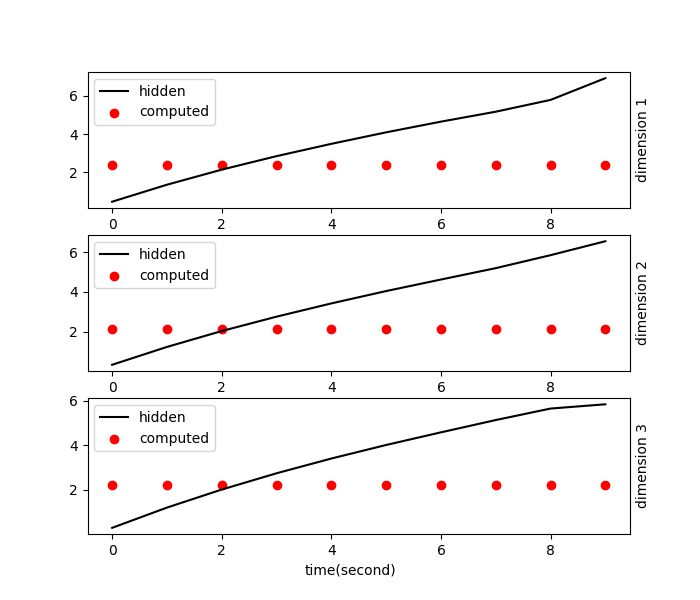 hidden
computed
6
4
2
0 2 4 6 8
dimension 1
hidden
computed
6
4
2
0 2 4 6 8
dimension 2
hidden
computed
6
4
2
0 2 4 6 8
dimension 3
time(second)